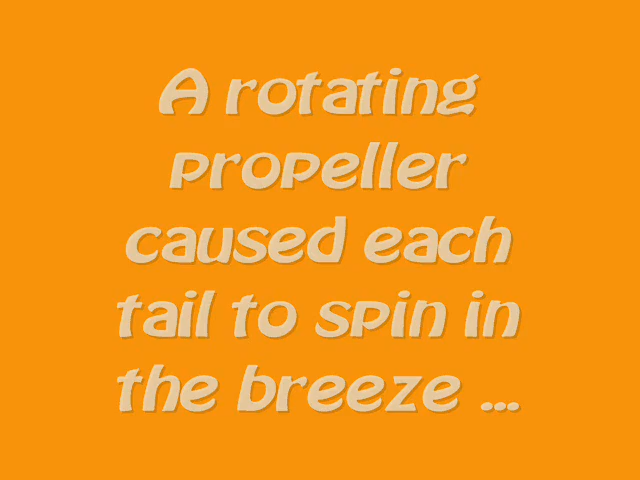 A rotating
propeller
caused each
tail to spin in
the breeze ...